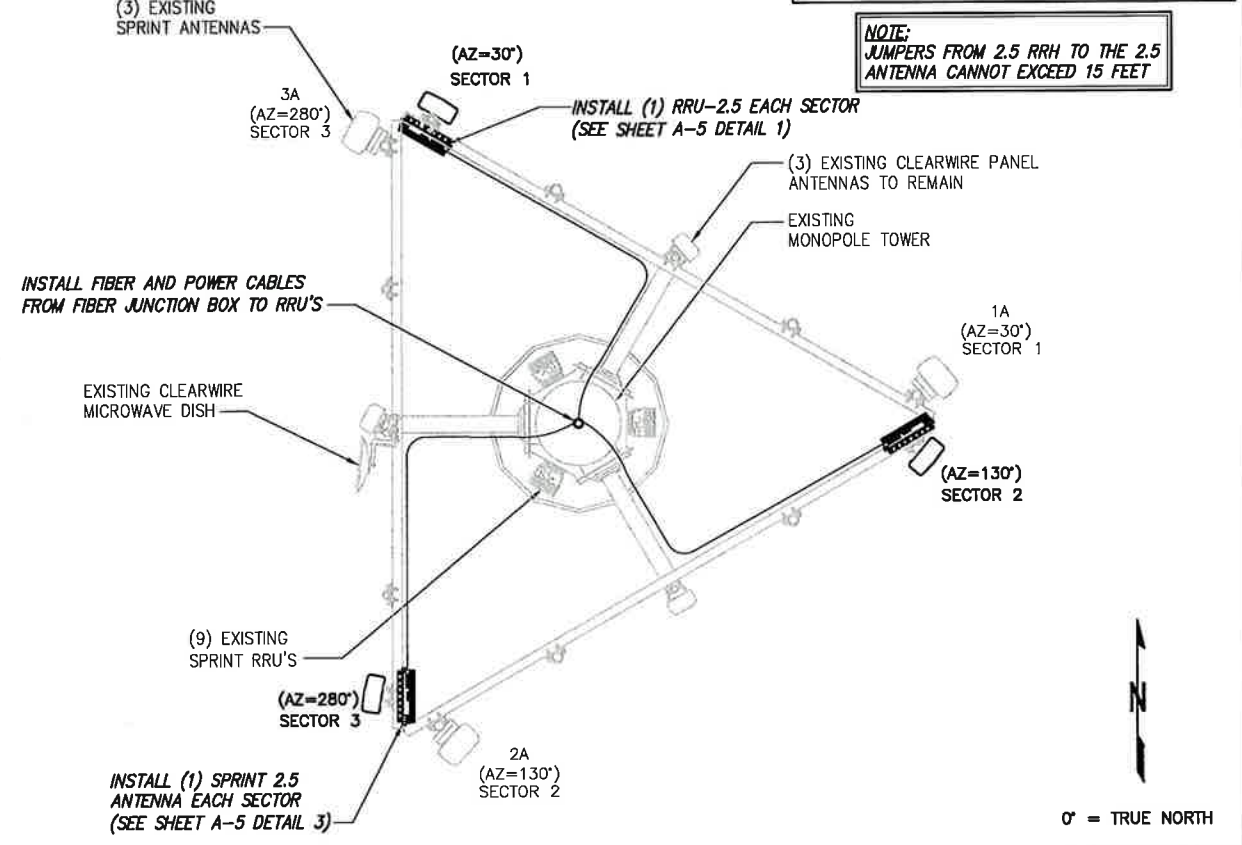 (3) EXISTING
SPRINT ANTENNAS
NOTE:
JUMPERS FROM 2.5 RRH TO THE 2.5
ANTENNA CANNOT EXCEED 15 FEET
(AZ=30°)
SECTOR 1
3A
(AZ=280°)
SECTOR 3
INSTALL (1) RRU-2.5 EACH SECTOR
(SEE SHEET A-5 DETAIL 1)
(3) EXISTING CLEARWIRE PANEL
ANTENNAS TO REMAIN
EXISTING
MONOPOLE TOWER
INSTALL FIBER AND POWER CABLES
FROM FIBER JUNCTION BOX TO RRU'S
1A
(AZ=30°)
SECTOR 1
EXISTING CLEARWIRE
MICROWAVE DISH
(AZ=130°)
SECTOR 2
(9) EXISTING
SPRINT RRU'S
(AZ=280°)
SECTOR 3
2A
(AZ=130°)
SECTOR 2
INSTALL (1) SPRINT 2.5
ANTENNA EACH SECTOR
(SEE SHEET A-5 DETAIL 3)
N
0° = TRUE NORTH